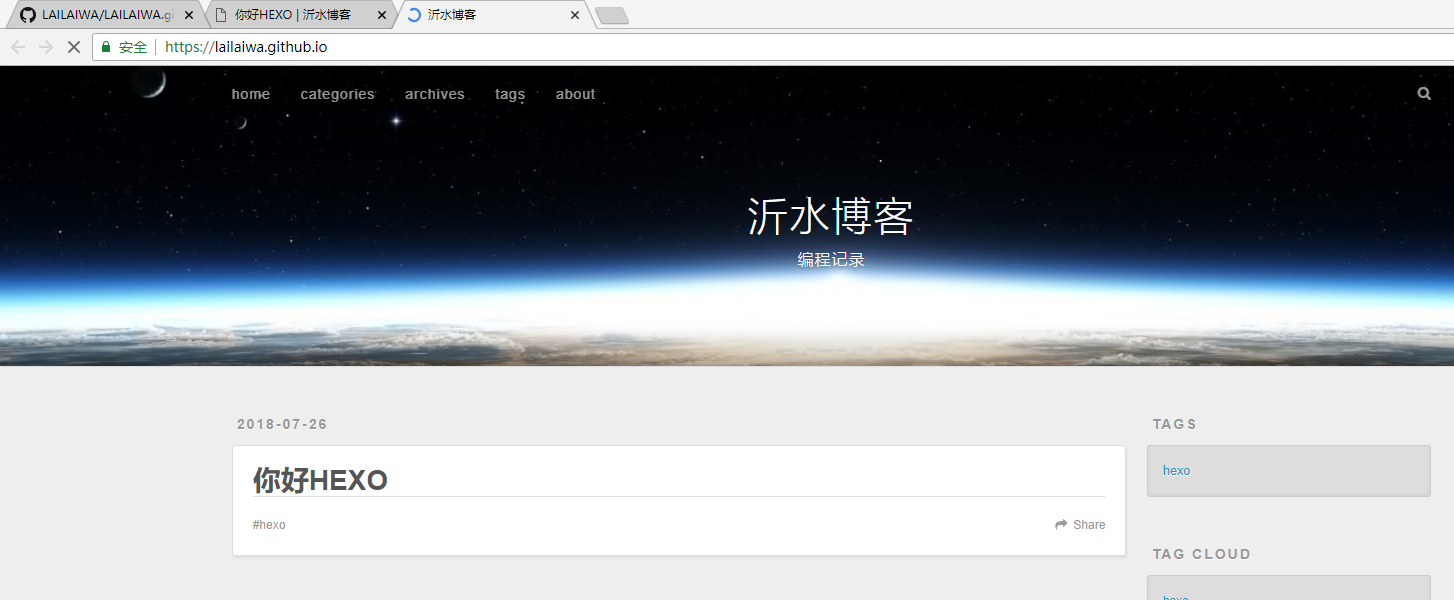 LAILAIWA/LAILAIWA.gi
你好HEXO | 沂水博客
沂水博客
安全
https://lailaiwa.github.io
home categories archives tags about
沂水博客
编程记录
2018-07-26
你好HEXO
#hexo
Share
TAGS
hexo
TAG CLOUD
hexo